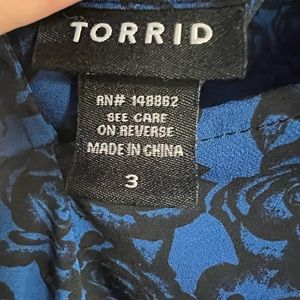 TORRID
RN# 148862
SEE CARE
ON REVERSE
MADE IN CHINA
3